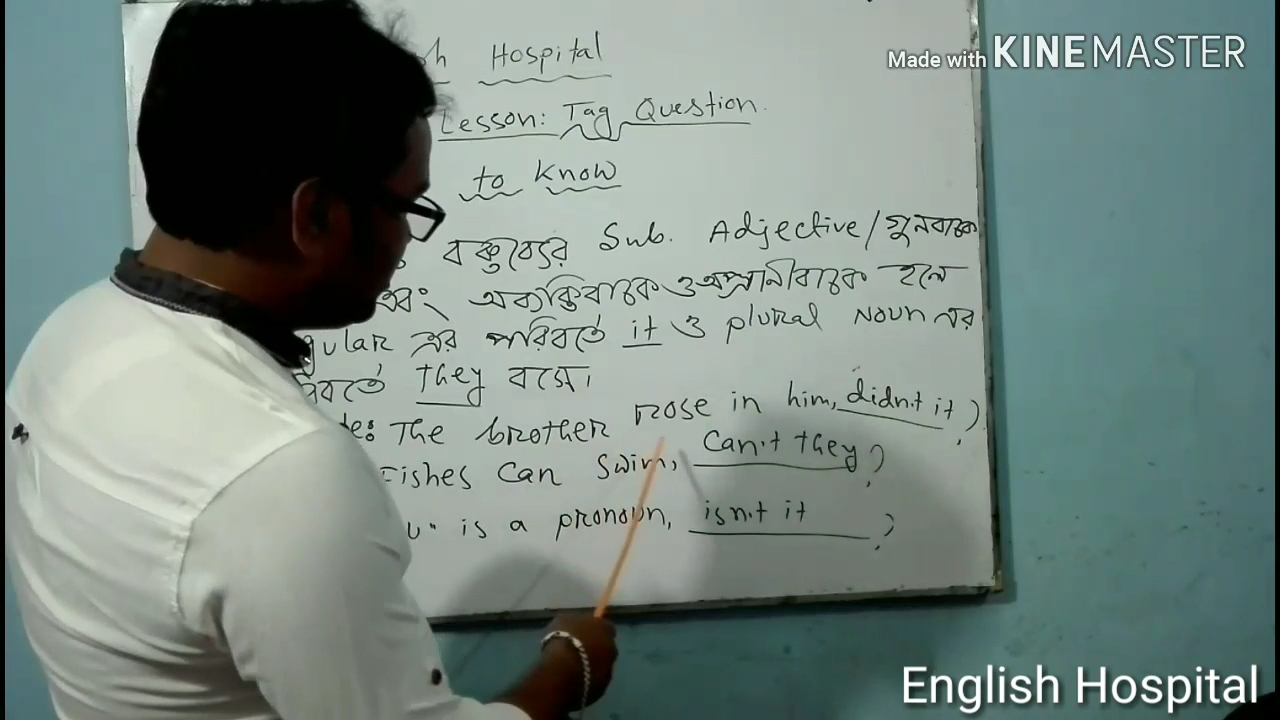 Made with KINEMASTER
Hospital
Lesson: Tag Question.
to Know
বক্তব্যের Sub. Adjective/গুনবাচক
এবং অব্যক্তিবাচক ও অপ্রানীবাচক হলে
gular এর পরিবর্তে it ও plural Noun এর
বর্তে they বসে।
The brother rose in him, didn't it ?
Fishes can swim, can't they ?
u" is a pronoun, isn't it ?
English Hospital